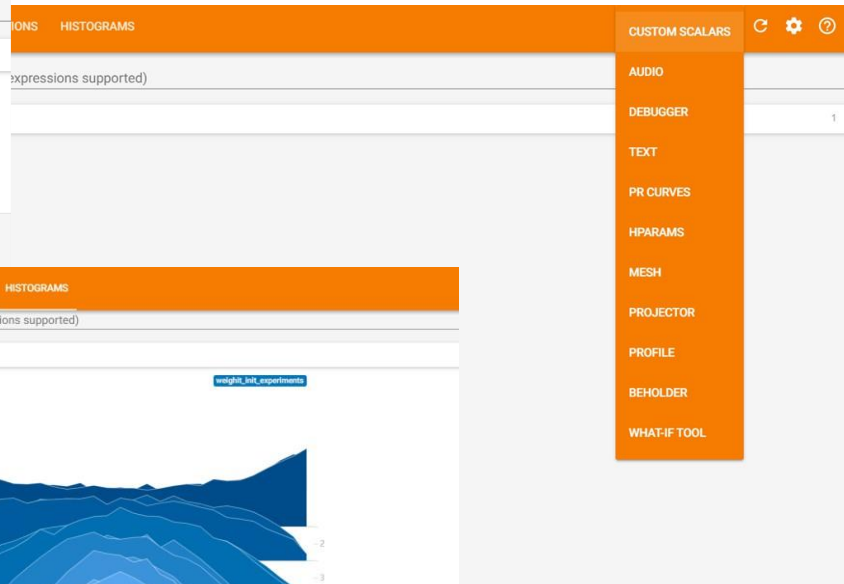 IONS HISTOGRAMS CUSTOM SCALARS
expressions supported) AUDIO
DEBUGGER
1
TEXT
PR CURVES
HPARAMS
MESH
PROJECTOR
PROFILE
BEHOLDER
WHAT-IF TOOL
HISTOGRAMS
ions supported)
weighit_init_experiments
2
3